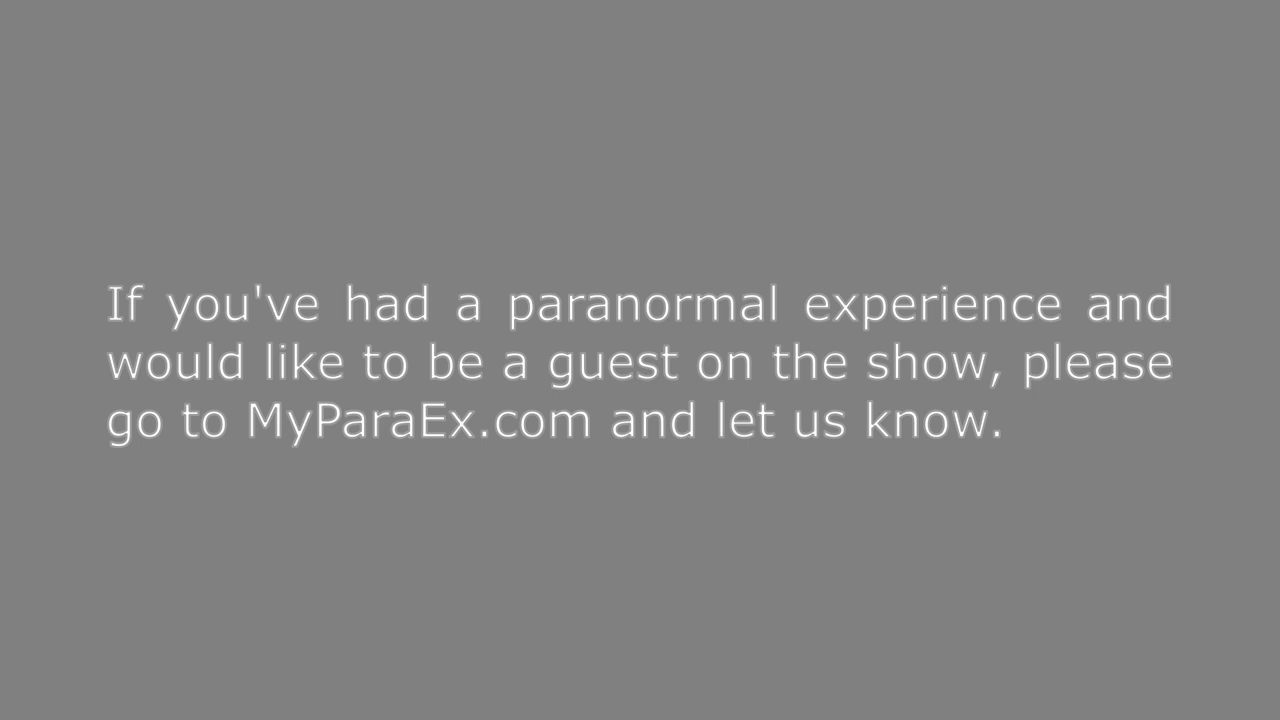 If you've had a paranormal experience and
would like to be a guest on the show, please
go to MyParaEx.com and let us know.